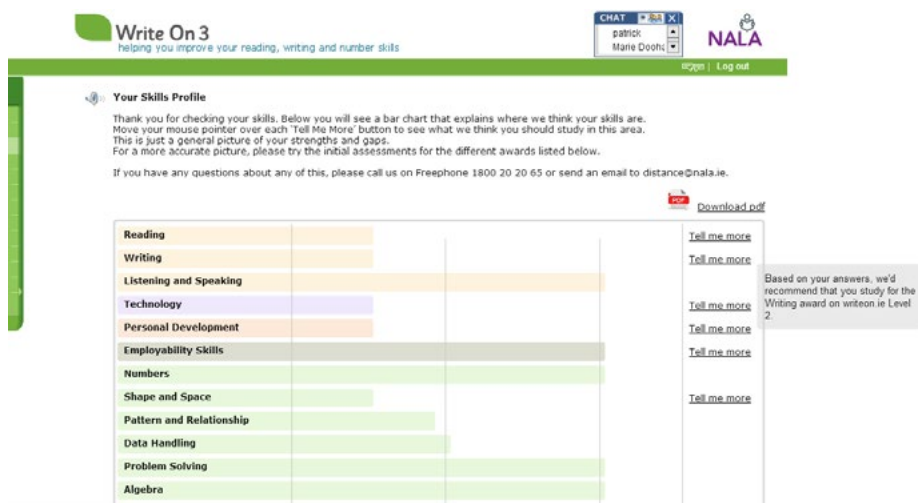 Write On 3
helping you improve your reading, writing and number skills
CHAT
X
patrick
Marie Dooha
NALA
| Log out
Your Skills Profile
Thank you for checking your skills. Below you will see a bar chart that explains where we think your skills are.
Move your mouse pointer over each 'Tell Me More' button to see what we think you should study in this area.
This is just a general picture of your strengths and gaps.
For a more accurate picture, please try the initial assessments for the different awards listed below.
If you have any questions about any of this, please call us on Freephone 1800 20 20 65 or send an email to distance@nala.ie.
PDF
Download pdf
Reading
Tell me more
Writing
Tell me more
Listening and Speaking
Technology
Tell me more
Personal Development
Tell me more
Employability Skills
Tell me more
Numbers
Shape and Space
Tell me more
Pattern and Relationship
Data Handling
Problem Solving
Algebra
Based on your answers, we'd
recommend that you study for the
Writing award on writeon.ie Level
2.